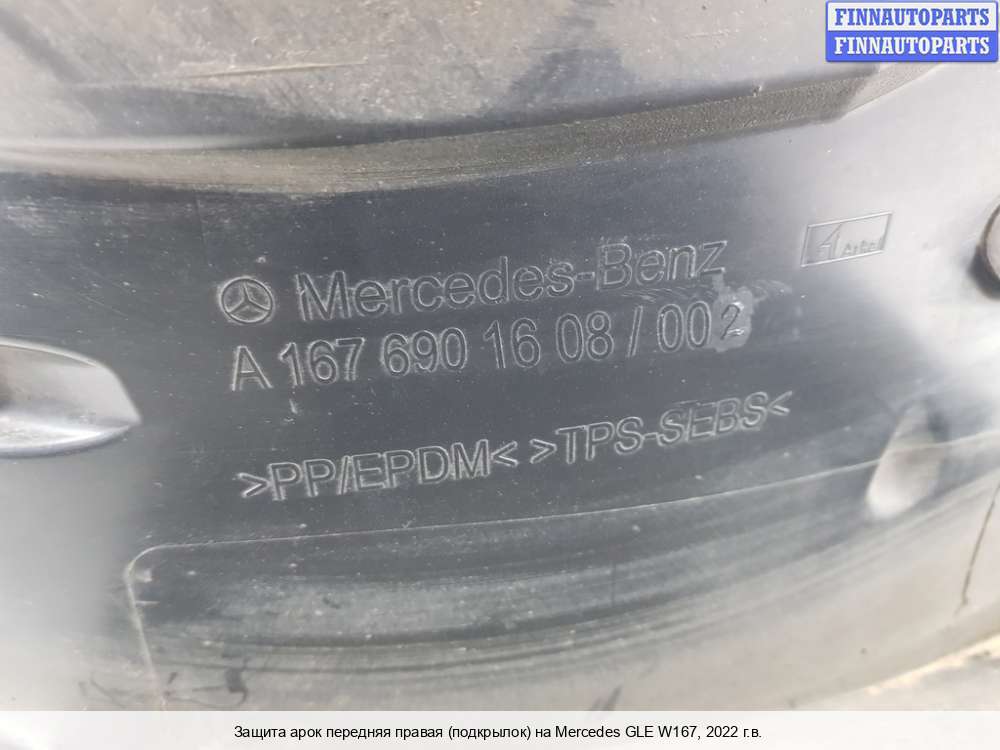 FINNAUTOPARTS
FINNAUTOPARTS
Mercedes-Benz
A 167 690 16 08 / 002
>PP/EPDM< >TPS-SEBS<
Защита арок передняя правая (подкрылок) на Mercedes GLE W167, 2022 г.в.